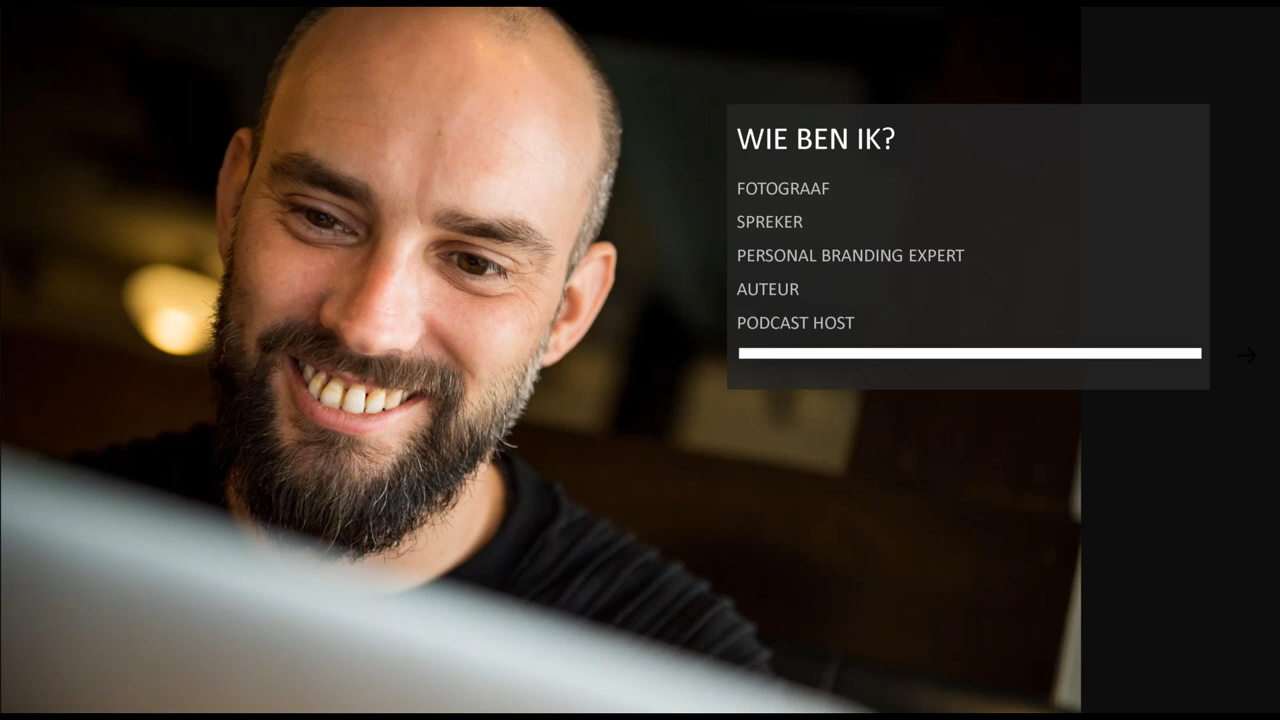 WIE BEN IK?
FOTOGRAAF
SPREKER
PERSONAL BRANDING EXPERT
AUTEUR
PODCAST HOST